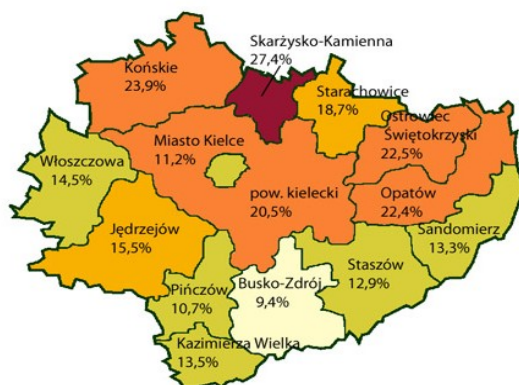 Skarżysko-Kamienna
27,4%
Końskie
23,9%
Starachowice
18,7%
Ostrowiec
Świętokrzyski
22,5%
Miasto Kielce
11,2%
Włoszczowa
14,5%
pow. kielecki
20,5%
Opatów
22,4%
Sandomierz
13,3%
Jędrzejów
15,5%
Staszów
12,9%
Pińczów
10,7%
Busko-Zdrój
9,4%
Kazimierza Wielka
13,5%